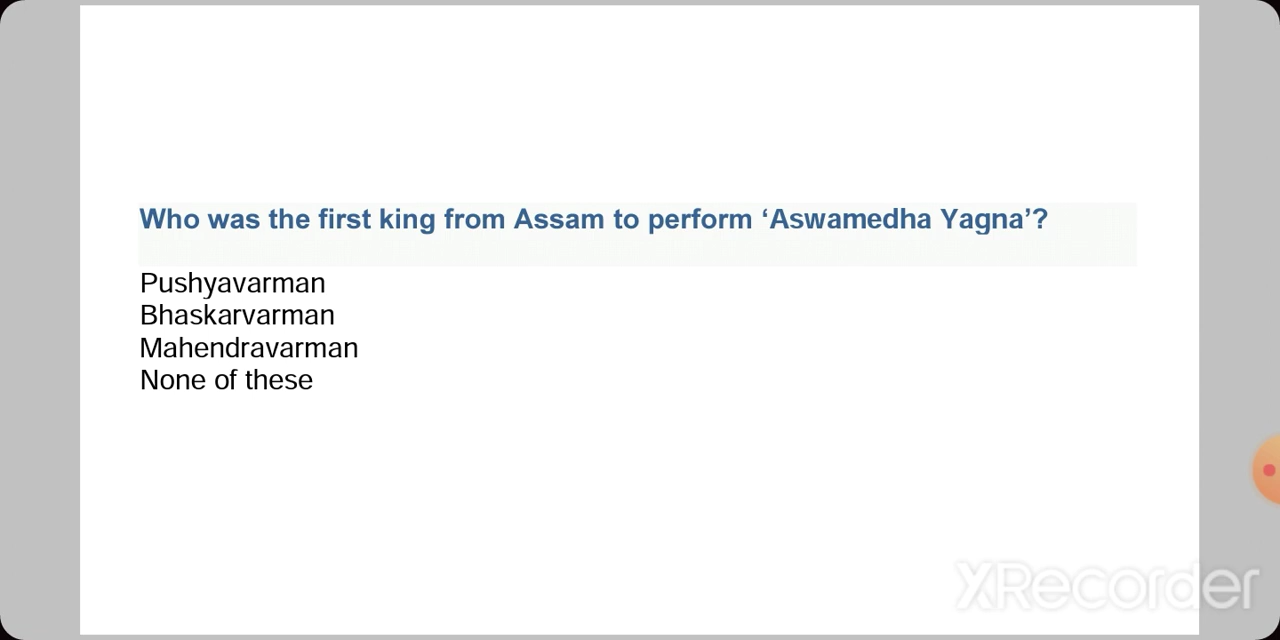 Who was the first king from Assam to perform ‘Aswamedha Yagna’?
Pushyavarman
Bhaskarvarman
Mahendravarman
None of these
XRecorder